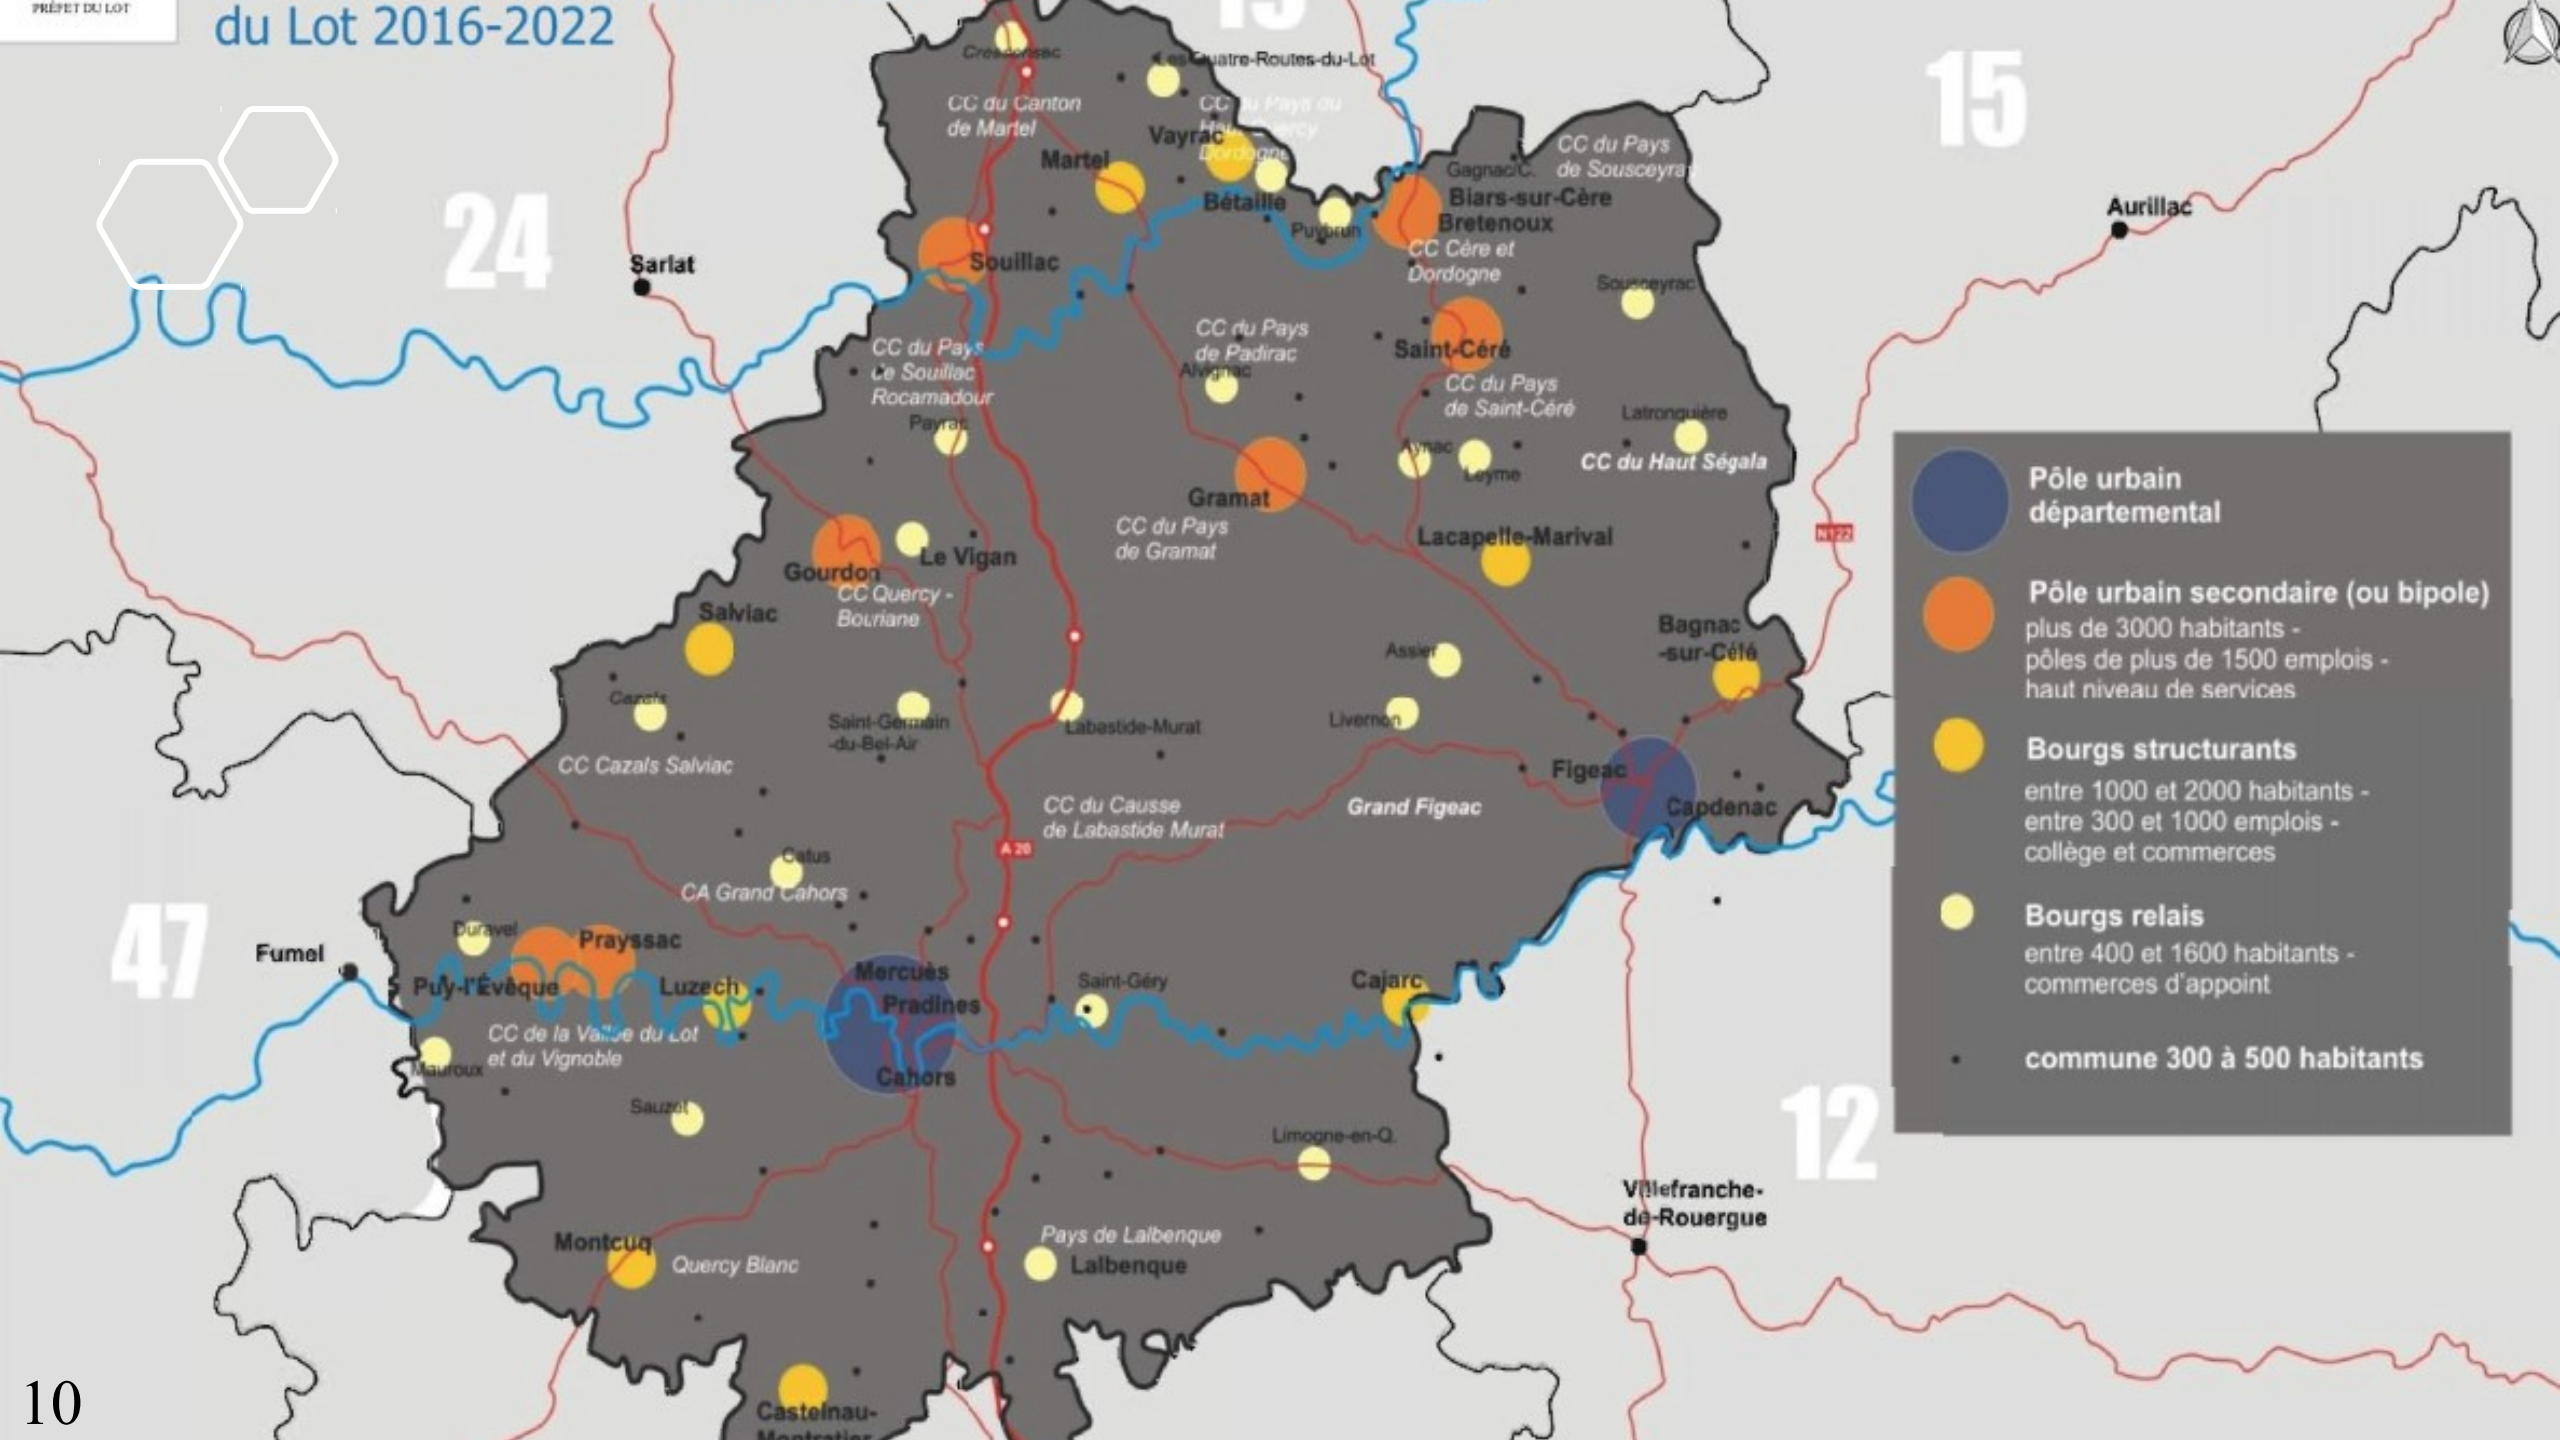 PRÉFET DU LOT
du Lot 2016-2022
15
24
47
12
Cressensac
Les Quatre-Routes-du-Lot
CC du Canton
de Martel
CC du Pays du
Haut Quercy
Dordogne
Vayrac
Martel
Bétaille
Puybrun
Gagnac/C.
CC du Pays
de Sousceyrac
Biars-sur-Cère
Bretenoux
CC Cère et
Dordogne
Aurillac
Sarlat
Souillac
Sousceyrac
CC du Pays
de Souillac
Rocamadour
CC du Pays
de Padirac
Alvignac
Saint-Céré
CC du Pays
de Saint-Céré
Payrac
Latronquière
Aynac
Leyme
CC du Haut Ségala
Gramat
CC du Pays
de Gramat
Lacapelle-Marival
N122
Gourdon
Le Vigan
CC Quercy -
Bouriane
Salviac
Bagnac
-sur-Célé
Assier
Cazals
Saint-Germain
-du-Bel-Air
Labastide-Murat
Livernon
CC Cazals Salviac
Figeac
Capdenac
CC du Causse
de Labastide Murat
Grand Figeac
A 20
Catus
CA Grand Cahors
Duravel
Prayssac
Fumel
Puy-l'Évêque
Luzech
Mercuès
Pradines
Cahors
Saint-Géry
Cajarc
CC de la Vallée du Lot
et du Vignoble
Mauroux
Sauzet
Limogne-en-Q.
Villefranche-
de-Rouergue
Montcuq
Quercy Blanc
Pays de Lalbenque
Lalbenque
Castelnau-
Montratier
Pôle urbain
départemental
Pôle urbain secondaire (ou bipole)
plus de 3000 habitants -
pôles de plus de 1500 emplois -
haut niveau de services
Bourgs structurants
entre 1000 et 2000 habitants -
entre 300 et 1000 emplois -
collège et commerces
Bourgs relais
entre 400 et 1600 habitants -
commerces d'appoint
commune 300 à 500 habitants
10